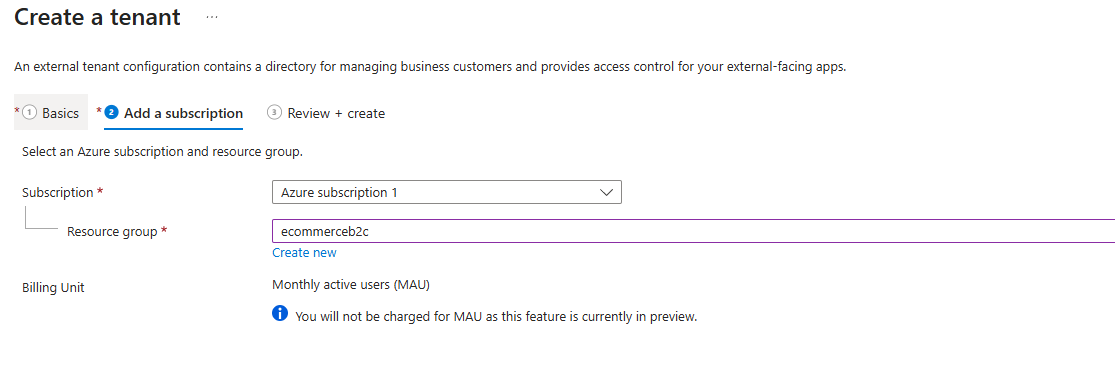 Create a tenant ...
An external tenant configuration contains a directory for managing business customers and provides access control for your external-facing apps.
* 1 Basics * 2 Add a subscription 3 Review + create
Select an Azure subscription and resource group.
Subscription * Azure subscription 1
Resource group * ecommerceb2c
Create new
Billing Unit Monthly active users (MAU)
You will not be charged for MAU as this feature is currently in preview.